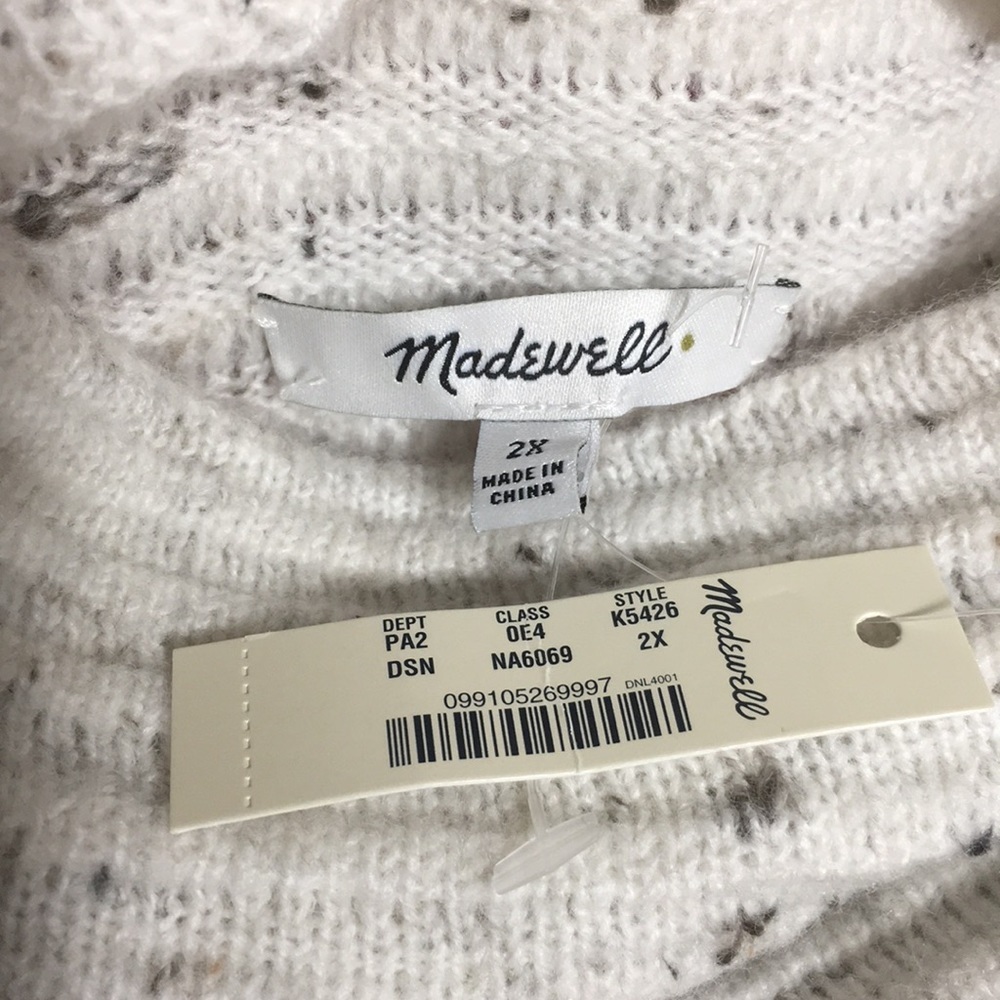 Madewell
2X
MADE IN
CHINA
DEPT CLASS STYLE
PA2 0E4 K5426
DSN NA6069 2X
099105269997 DNL4001
Madewell